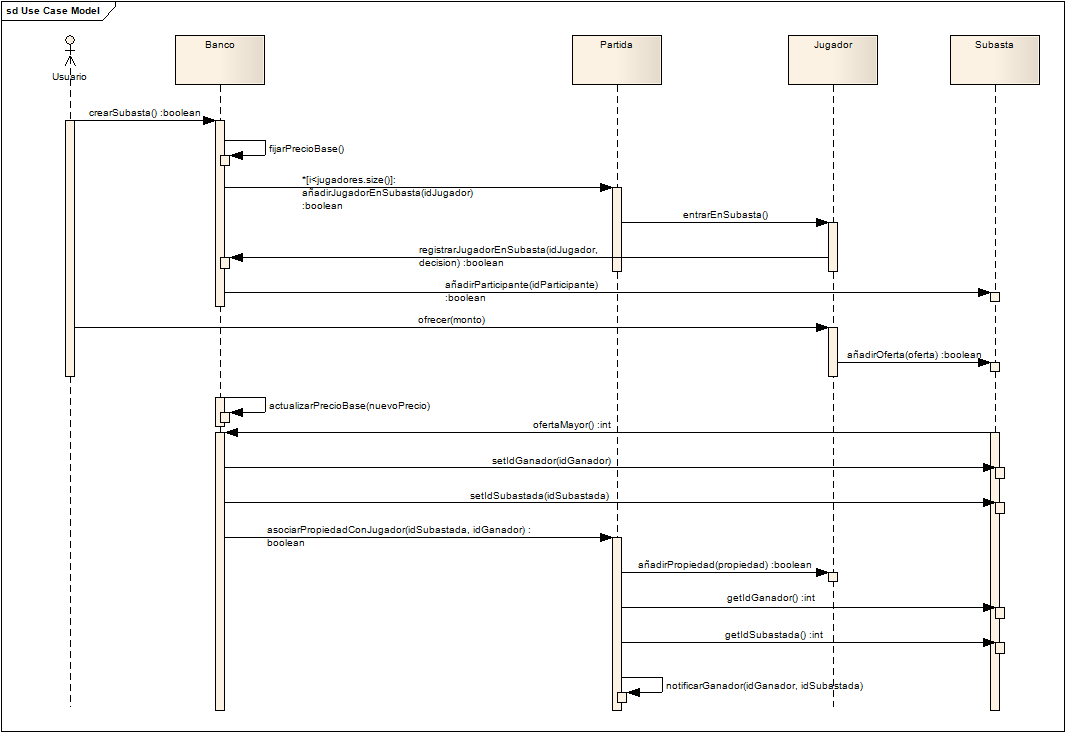 sd Use Case Model
Usuario
Banco
Partida
Jugador
Subasta
crearSubasta() :boolean
fijarPrecioBase()
*[i<jugadores.size()]:
añadirJugadorEnSubasta(idJugador)
:boolean
entrarEnSubasta()
registrarJugadorEnSubasta(idJugador,
decision) :boolean
añadirParticipante(idParticipante)
:boolean
ofrecer(monto)
añadirOferta(oferta) :boolean
actualizarPrecioBase(nuevoPrecio)
ofertaMayor() :int
setIdGanador(idGanador)
setIdSubastada(idSubastada)
asociarPropiedadConJugador(idSubastada, idGanador) :
boolean
añadirPropiedad(propiedad) :boolean
getIdGanador() :int
getIdSubastada() :int
notificarGanador(idGanador, idSubastada)